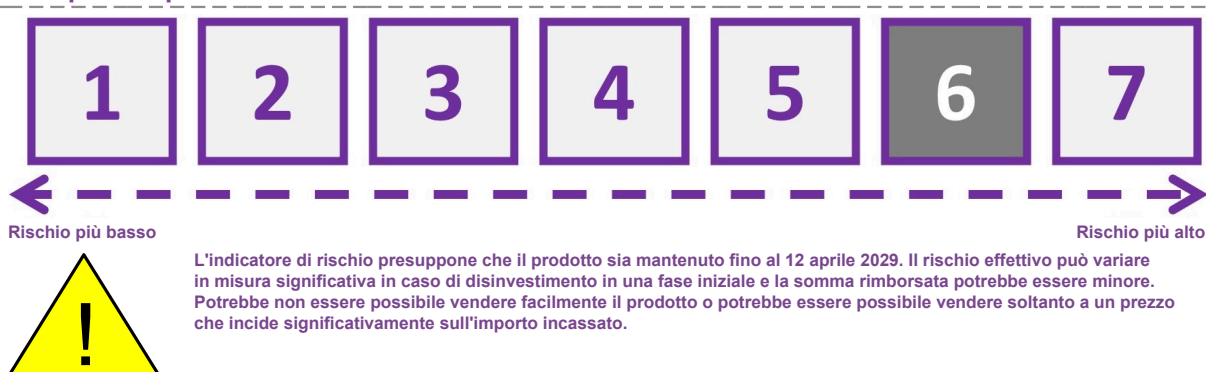 1 2 3 4 5 6 7
Rischio più basso Rischio più alto
L'indicatore di rischio presuppone che il prodotto sia mantenuto fino al 12 aprile 2029. Il rischio effettivo può variare
in misura significativa in caso di disinvestimento in una fase iniziale e la somma rimborsata potrebbe essere minore.
Potrebbe non essere possibile vendere facilmente il prodotto o potrebbe essere possibile vendere soltanto a un prezzo
che incide significativamente sull'importo incassato.
!